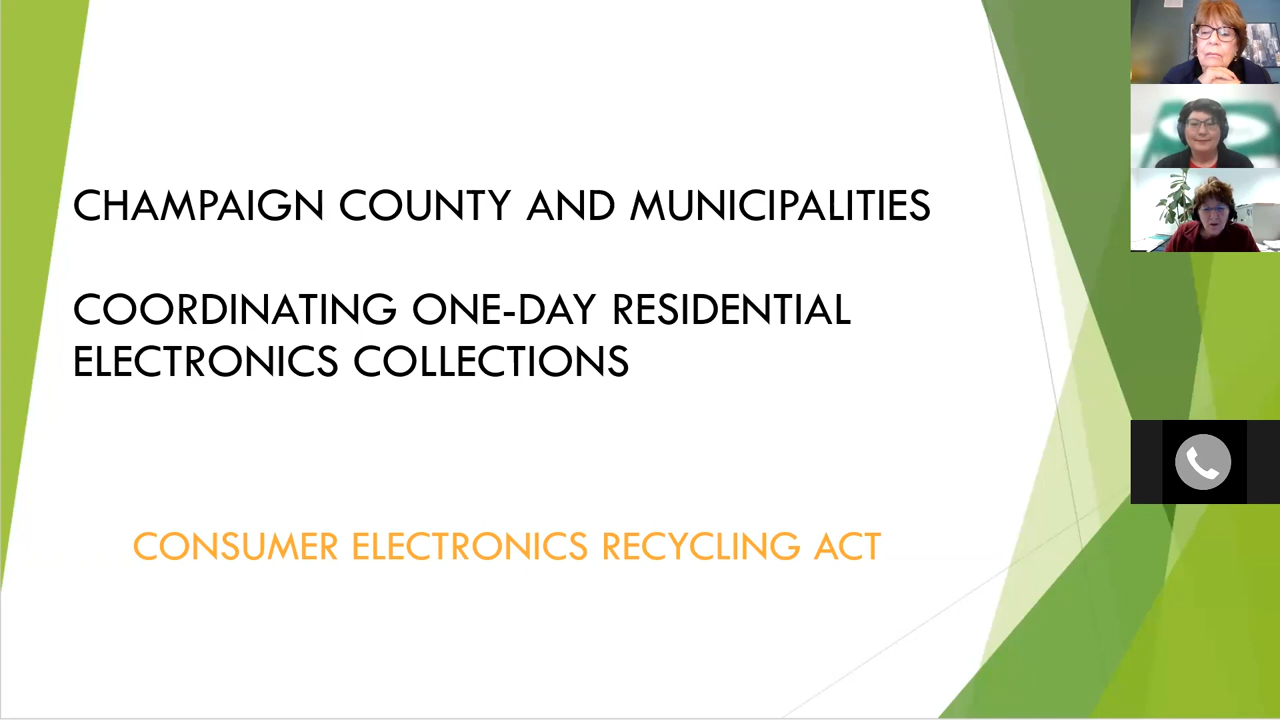 CHAMPAIGN COUNTY AND MUNICIPALITIES
COORDINATING ONE-DAY RESIDENTIAL
ELECTRONICS COLLECTIONS
CONSUMER ELECTRONICS RECYCLING ACT